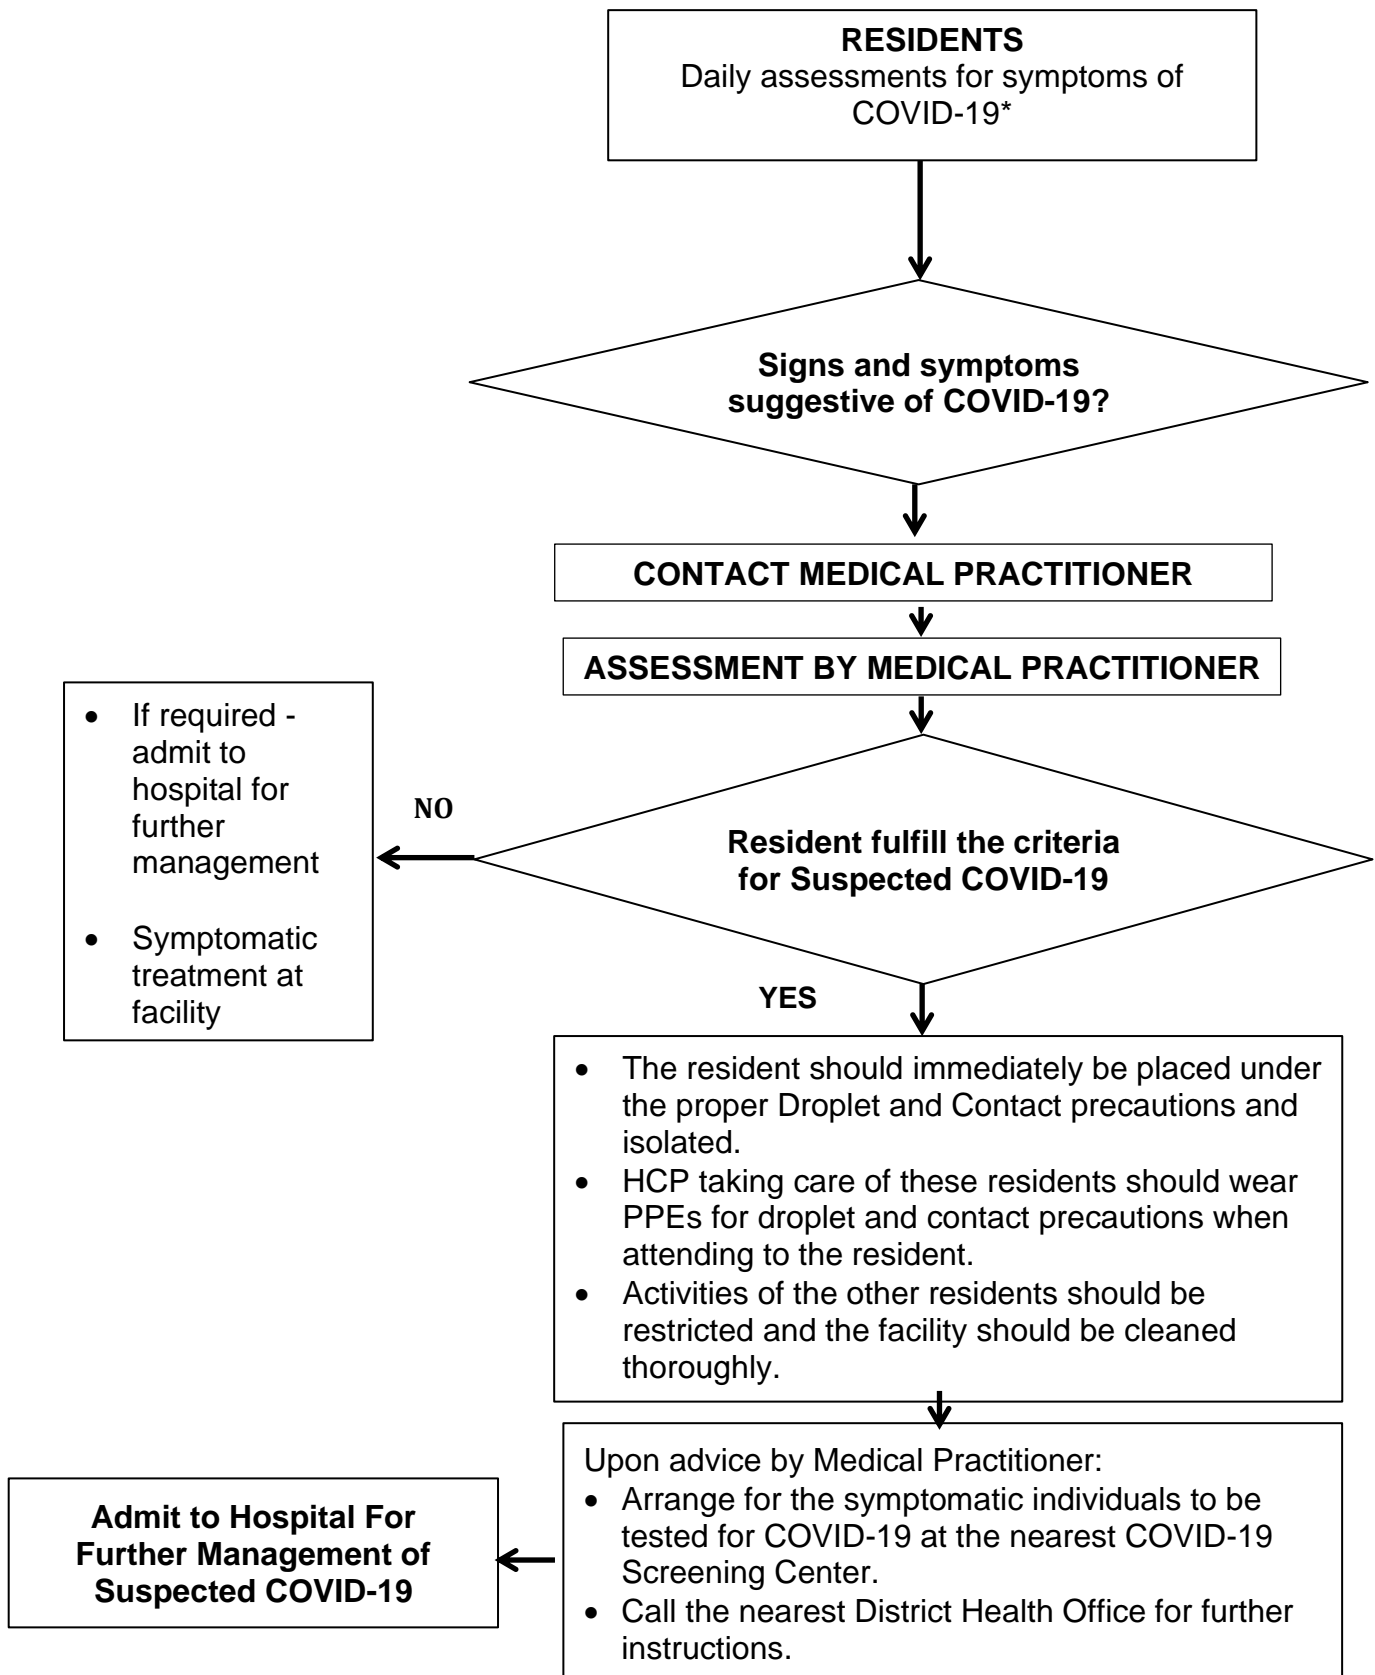 RESIDENTS
Daily assessments for symptoms of
COVID-19*
Signs and symptoms
suggestive of COVID-19?
CONTACT MEDICAL PRACTITIONER
ASSESSMENT BY MEDICAL PRACTITIONER
• If required -
admit to
hospital for
further
management
• Symptomatic
treatment at
facility
NO
Resident fulfill the criteria
for Suspected COVID-19
YES
• The resident should immediately be placed under
the proper Droplet and Contact precautions and
isolated.
• HCP taking care of these residents should wear
PPEs for droplet and contact precautions when
attending to the resident.
• Activities of the other residents should be
restricted and the facility should be cleaned
thoroughly.
Upon advice by Medical Practitioner:
• Arrange for the symptomatic individuals to be
tested for COVID-19 at the nearest COVID-19
Screening Center.
• Call the nearest District Health Office for further
instructions.
Admit to Hospital For
Further Management of
Suspected COVID-19